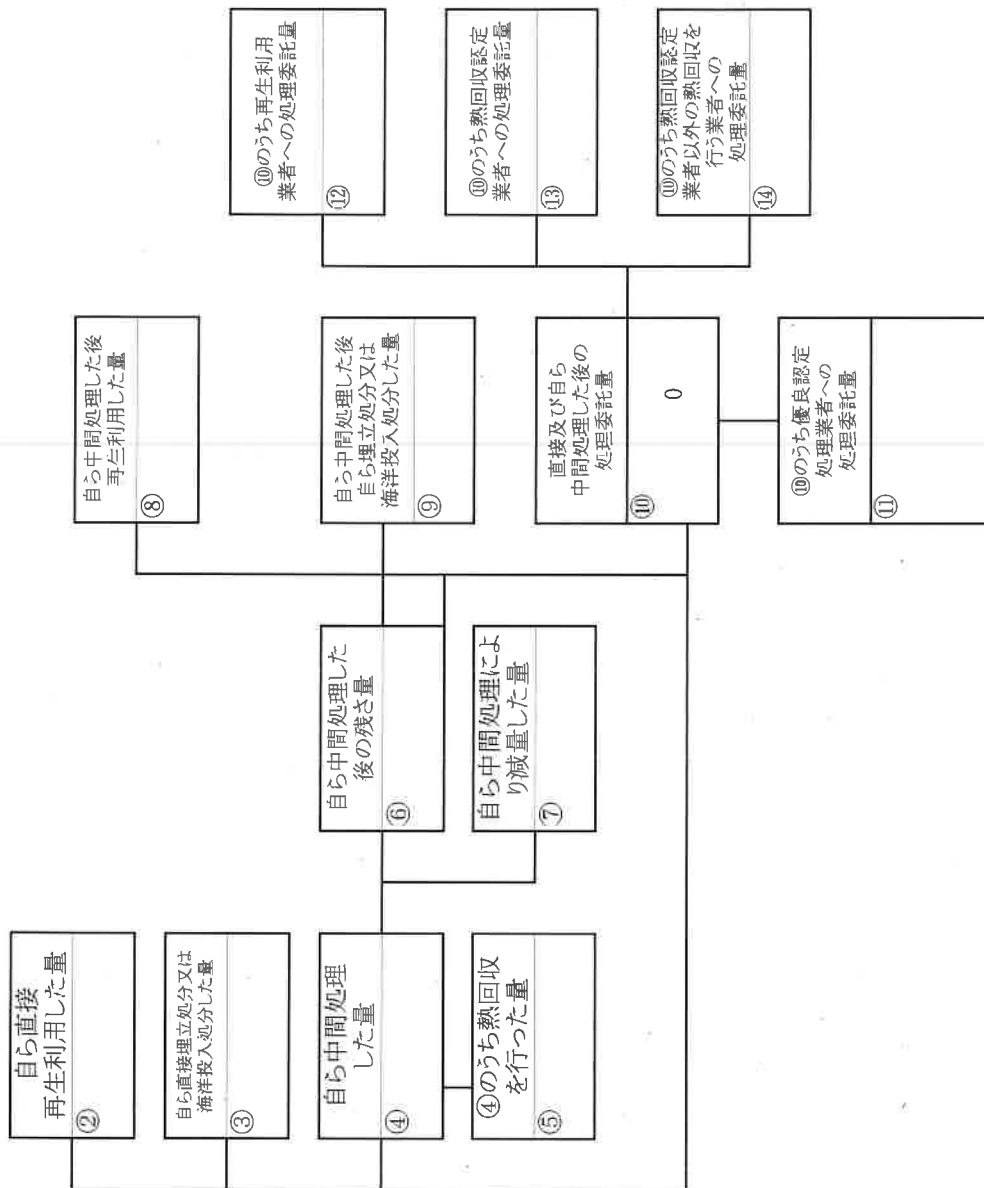 自ら直接
再生利用した量
②
自ら直接埋立処分又は
海洋投入処分した量
③
自ら中間処理
した量
④
④のうち熱回収
を行った量
⑤
自ら中間処理した
後の残さ量
⑥
自ら中間処理によ
り減量した量
⑦
自ら中間処理した後
再生利用した量
⑧
自ら中間処理した後
自ら埋立処分又は
海洋投入処分した量
⑨
直接及び自ら
中間処理した後の
処理委託量
⑩
0
⑩のうち優良認定
処理業者への
処理委託量
⑪
⑩のうち再生利用
業者への処理委託量
⑫
⑩のうち熱回収認定
業者への処理委託量
⑬
⑩のうち熱回収認定
業者以外の熱回収を
行う業者への
処理委託量
⑭